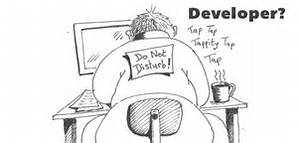 Developer?
Tap Tap
Tappity Tap
Tap
Do Not
Disturb!